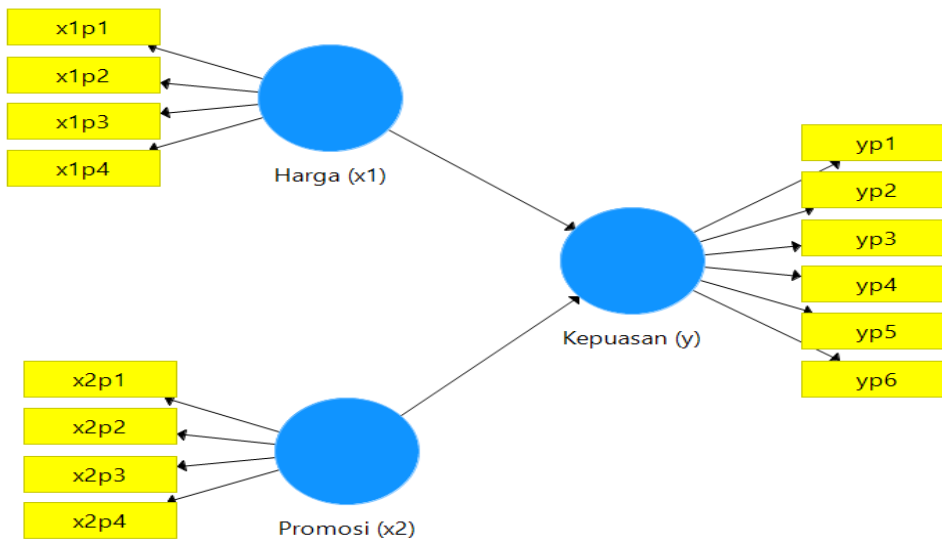 x1p1
x1p2
x1p3
x1p4
Harga (x1)
yp1
yp2
yp3
yp4
yp5
yp6
Kepuasan (y)
x2p1
x2p2
x2p3
x2p4
Promosi (x2)